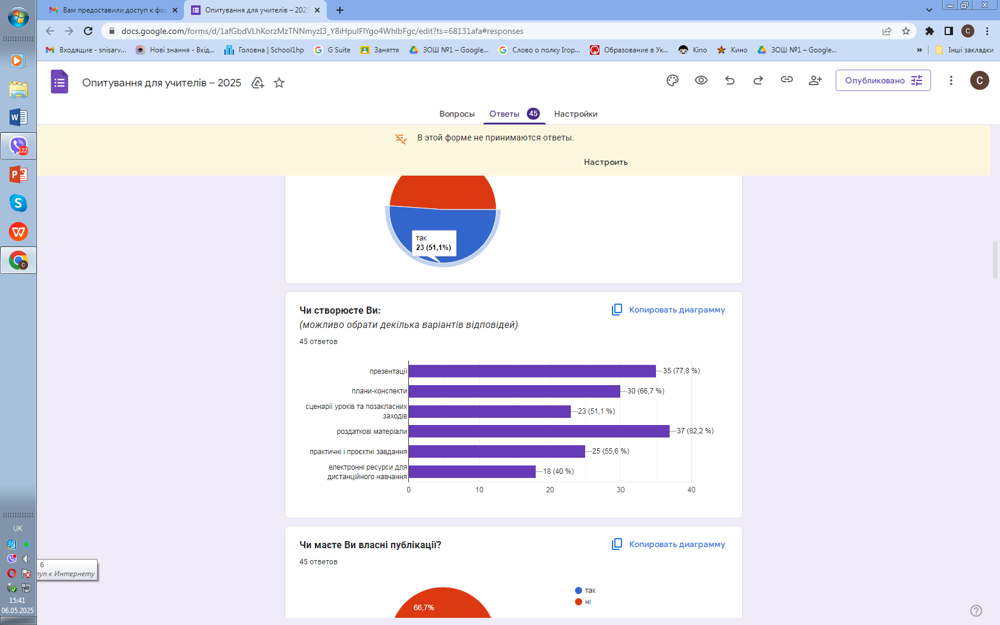 Вам предоставили доступ к фор
Опитування для учителів – 2025
docs.google.com/forms/d/1afGbdVLhKorzMzTNNmyzI3_Y8iHpuIFlYgo4WhlbFgc/edit?ts=68131afa#responses
C
Входящие - snisarv...
Нові знання - Вхід...
Головна | School1hp
G Suite
Заняття
ЗОШ №1 – Google...
Слово о полку Ігор...
Образование в Ук...
Kino
Кино
ЗОШ №1 – Google...
»
Інші закладки
Опитування для учителів – 2025
Опубликовано
C
Вопросы
Ответы 45
Настройки
В этой форме не принимаются ответы.
Настроить
так
23 (51,1%)
Чи створюєте Ви:
(можливо обрати декілька варіантів відповідей)
Копировать диаграмму
45 ответов
презентації
35 (77,8 %)
плани-конспекти
30 (66,7 %)
сценарії уроків та позакласних
заходів
23 (51,1 %)
роздаткові матеріали
37 (82,2 %)
практичні і проєктні завдання
25 (55,6 %)
електронні ресурси для
дистанційного навчання
18 (40 %)
0 10 20 30 40
Чи маєте Ви власні публікації?
Копировать диаграмму
45 ответов
66,7%
так
ні
W
122
P
S
W
C
UK
6
туп к Интернету
15:41
06.05.2025